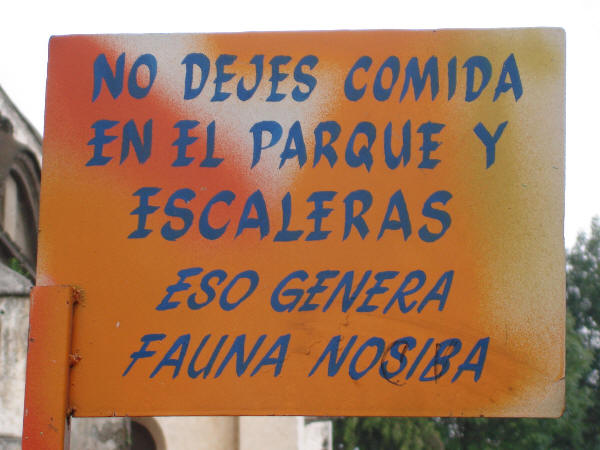 NO DEJES COMIDA
EN EL PARQUE Y
ESCALERAS
ESO GENERA
FAUNA NOSIBA